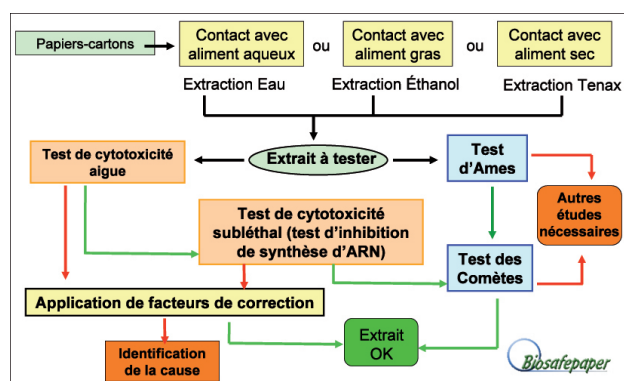 Papiers-cartons
Contact avec
aliment aqueux
ou
Contact avec
aliment gras
ou
Contact avec
aliment sec
Extraction Eau
Extraction Éthanol
Extraction Tenax
Test de cytotoxicité
aigue
Extrait à tester
Test
d'Ames
Autres
études
nécessaires
Test de cytotoxicité
subléthal (test d'inhibition
de synthèse d'ARN)
Test des
Comètes
Application de facteurs de correction
Extrait
OK
Identification
de la cause
Biosafepaper